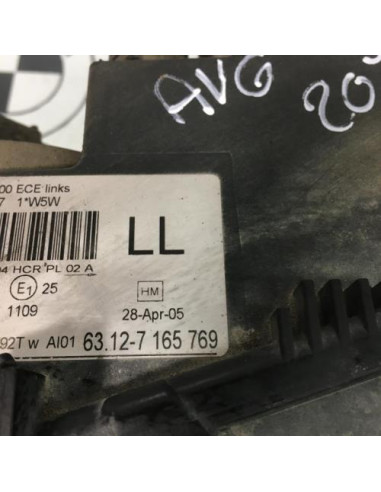 AVG
20
00 ECE links
7 1*W5W
LL
04 HCR PL 02 A
E1 25
HM
1109
28-Apr-05
92T w AI01 63.12-7 165 769